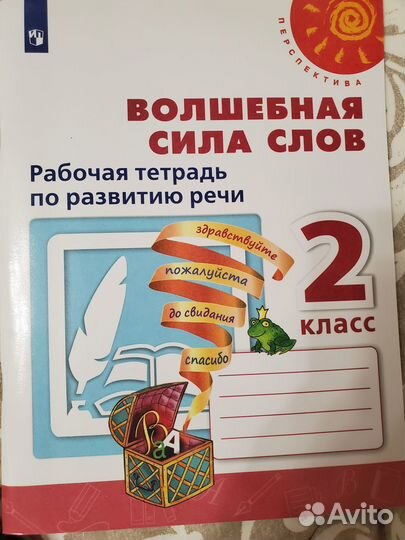 ПЕРСПЕКТИВА
ВОЛШЕБНАЯ
СИЛА СЛОВ
Рабочая тетрадь
по развитию речи
2
КЛАСС
здравствуйте
пожалуйста
до свидания
спасибо
В а А
Avito